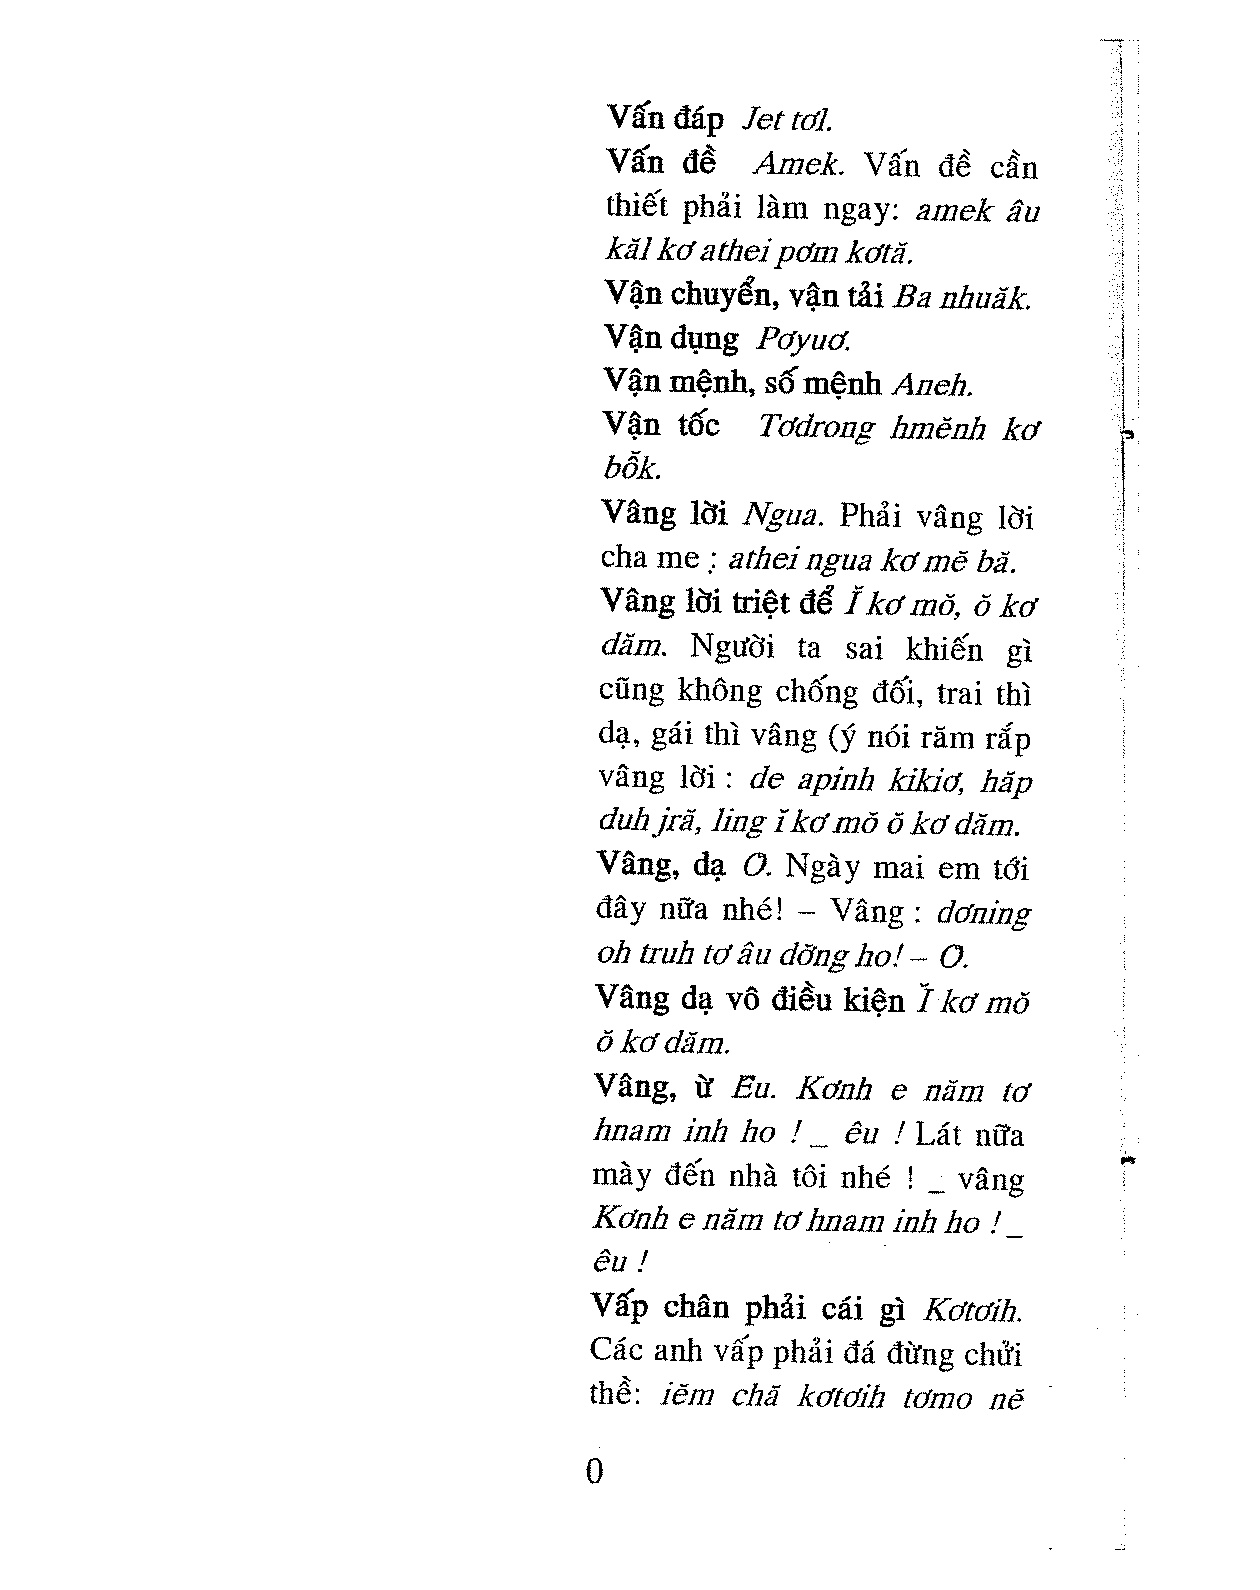 Vấn đáp Jet tơl.
Vấn đề Amek. Vấn đề cần
thiết phải làm ngay: amek âu
kăl kơ athei pơm kơtă.
Vận chuyển, vận tải Ba nhuăk.
Vận dụng Pơyuơ.
Vận mệnh, số mệnh Aneh.
Vận tốc Tơdrong hmĕnh kơ
bô̆k.
Vâng lời Ngua. Phải vâng lời
cha mẹ : athei ngua kơ mĕ bă.
Vâng lời triệt để Ĭ kơ mŏ, ŏ kơ
dăm. Người ta sai khiến gì
cũng không chống đối, trai thì
dạ, gái thì vâng (ý nói răm rắp
vâng lời : de apinh kikiơ, hăp
duh jră, ling ĭ kơ mŏ ŏ kơ dăm.
Vâng, dạ Ơ. Ngày mai em tới
đây nữa nhé! – Vâng : dơning
oh truh tơ âu dơ̆ng ho! – Ơ.
Vâng dạ vô điều kiện Ĭ kơ mŏ
ŏ kơ dăm.
Vâng, ừ Êu. Kơnh e năm tơ
hnam inh ho ! _ êu ! Lát nữa
mày đến nhà tôi nhé ! _ vâng
Kơnh e năm tơ hnam inh ho ! _
êu !
Vấp chân phải cái gì Kơtơih.
Các anh vấp phải đá đừng chửi
thề: iĕm chă kơtơih tơmo nĕ
0